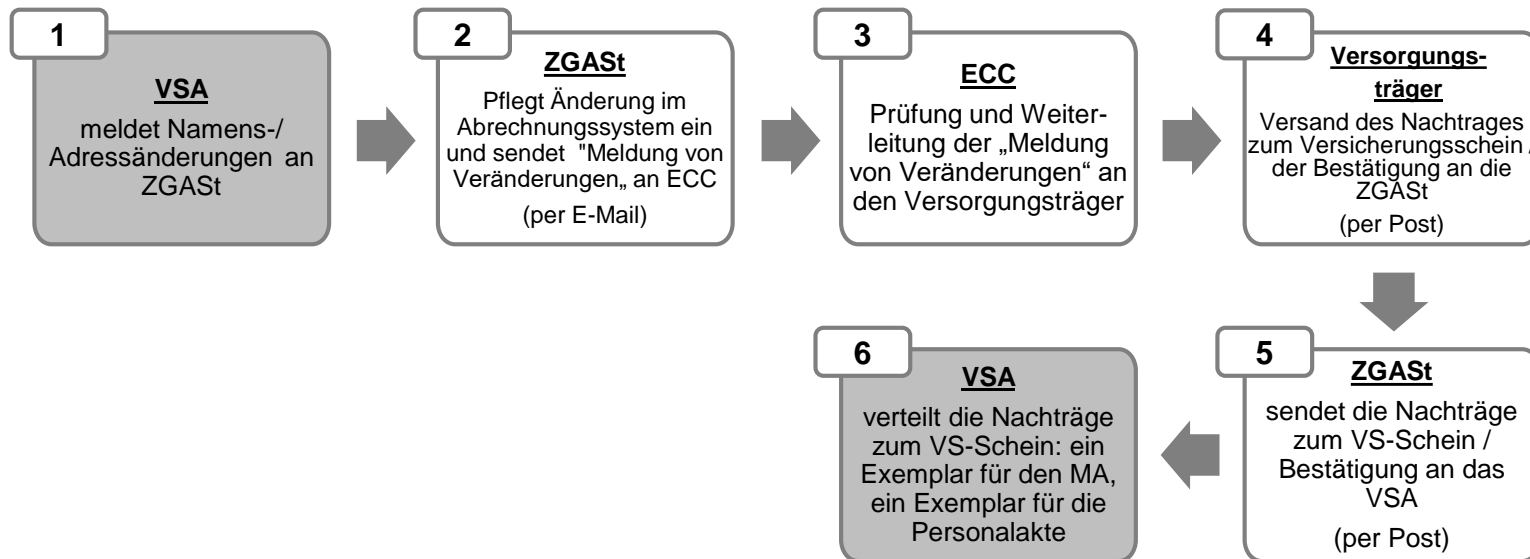 1
VSA
meldet Namens-/
Adressänderungen an
ZGASt
2
ZGASt
Pflegt Änderung im
Abrechnungssystem ein
und sendet "Meldung von
Veränderungen„ an ECC
(per E-Mail)
3
ECC
Prüfung und Weiter-
leitung der „Meldung
von Veränderungen“ an
den Versorgungsträger
4
Versorgungs-
träger
Versand des Nachtrages
zum Versicherungsschein /
der Bestätigung an die
ZGASt
(per Post)
5
ZGASt
sendet die Nachträge
zum VS-Schein /
Bestätigung an das
VSA
(per Post)
6
VSA
verteilt die Nachträge
zum VS-Schein: ein
Exemplar für den MA,
ein Exemplar für die
Personalakte